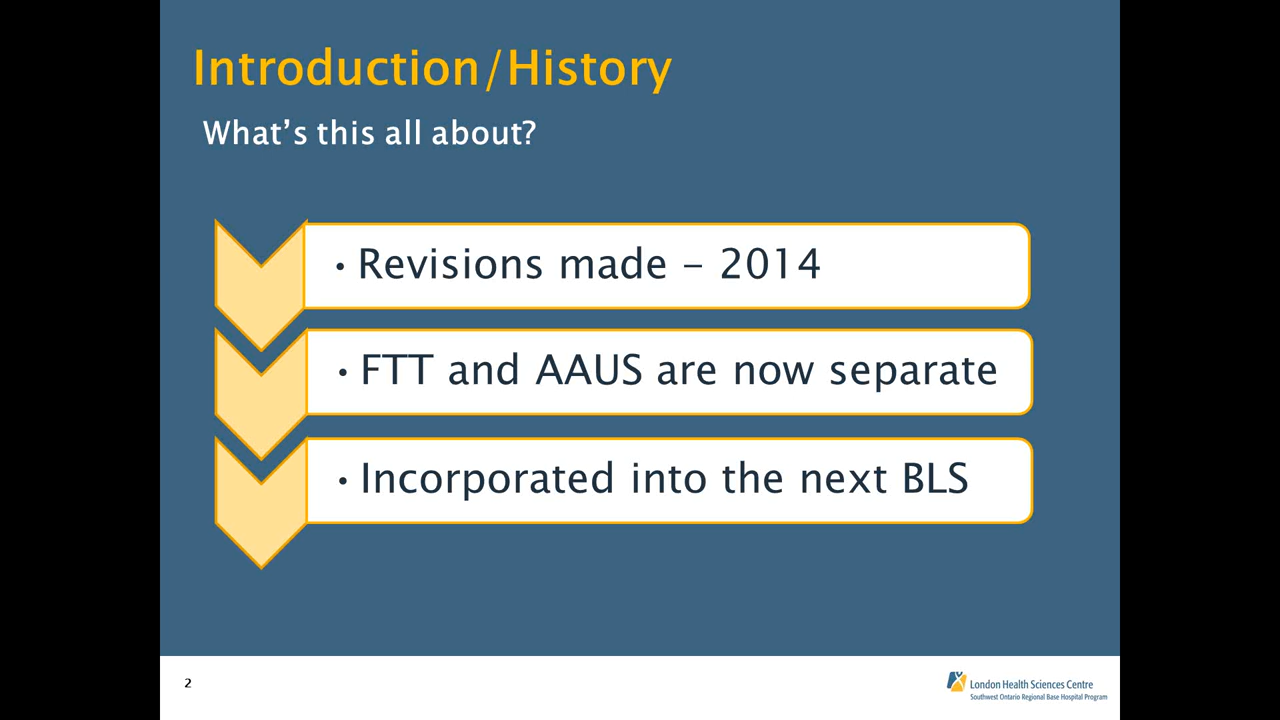 Introduction/History
What's this all about?
• Revisions made – 2014
• FTT and AAUS are now separate
• Incorporated into the next BLS
2
London Health Sciences Centre
Southwest Ontario Regional Base Hospital Program